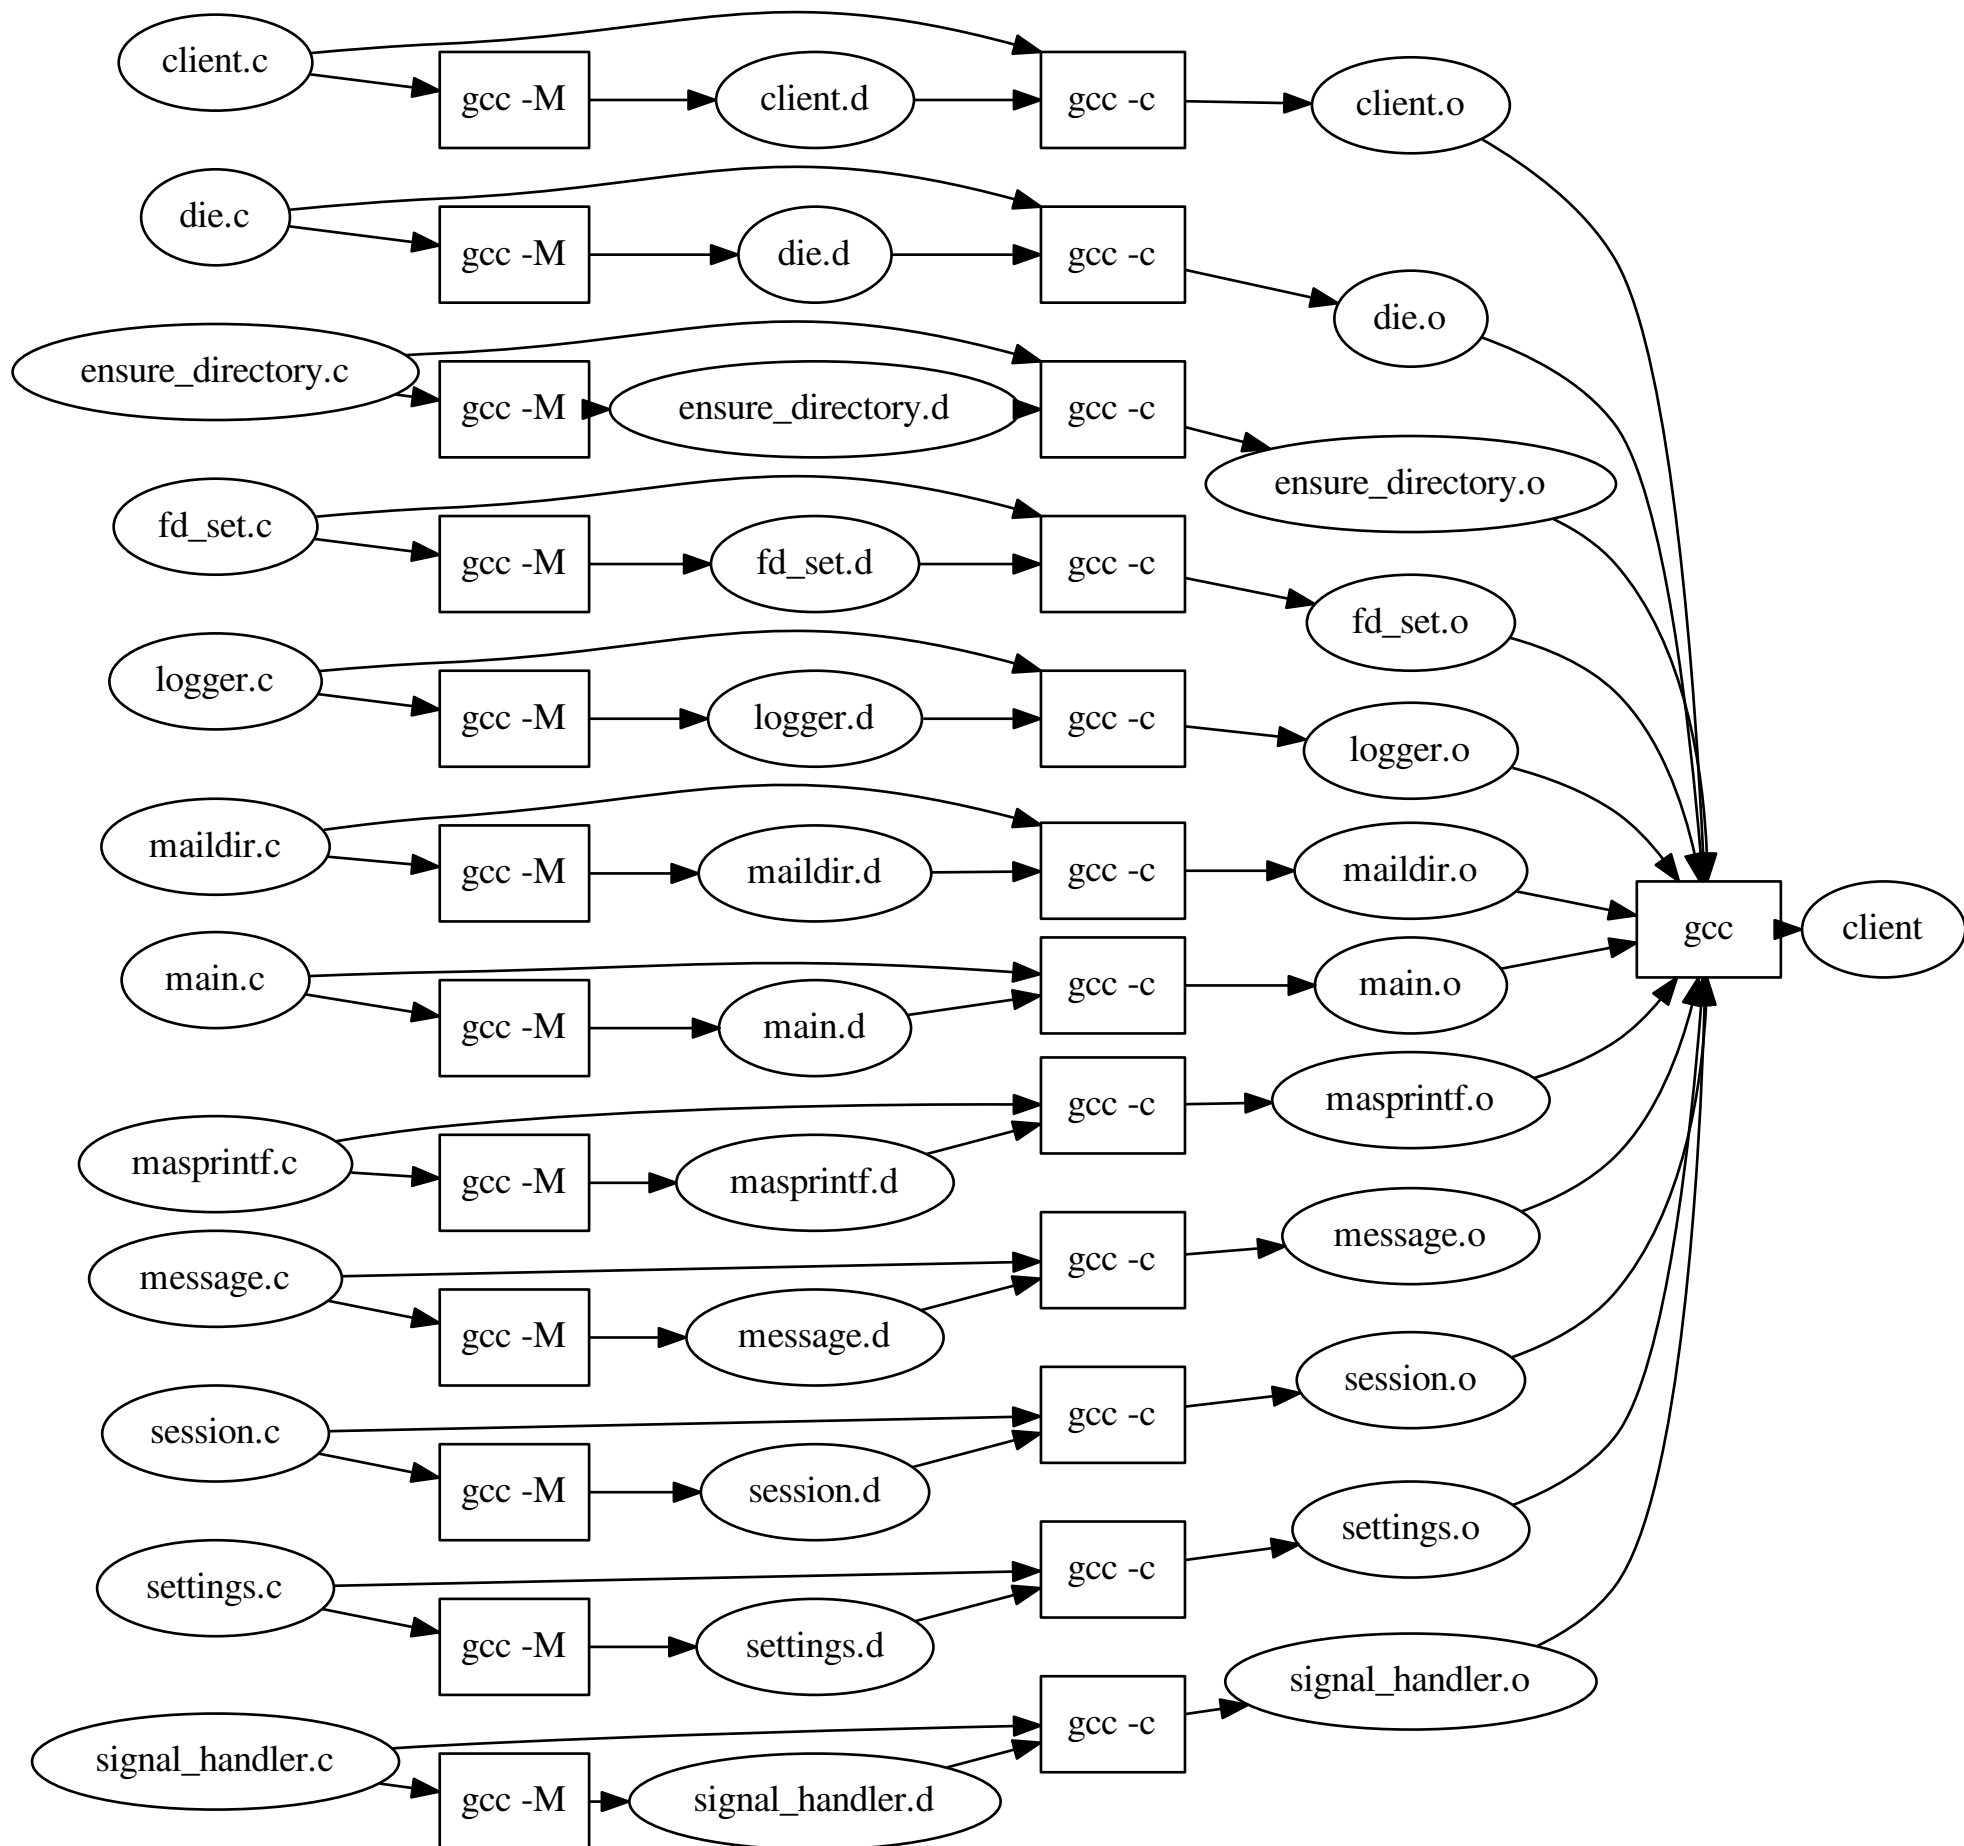 client.c
gcc -M
client.d
gcc -c
client.o
die.c
gcc -M
die.d
gcc -c
die.o
ensure_directory.c
gcc -M
ensure_directory.d
gcc -c
ensure_directory.o
fd_set.c
gcc -M
fd_set.d
gcc -c
fd_set.o
logger.c
gcc -M
logger.d
gcc -c
logger.o
maildir.c
gcc -M
maildir.d
gcc -c
maildir.o
gcc
client
main.c
gcc -M
main.d
gcc -c
main.o
masprintf.c
gcc -M
masprintf.d
gcc -c
masprintf.o
message.c
gcc -M
message.d
gcc -c
message.o
session.c
gcc -M
session.d
gcc -c
session.o
settings.c
gcc -M
settings.d
gcc -c
settings.o
signal_handler.c
gcc -M
signal_handler.d
gcc -c
signal_handler.o